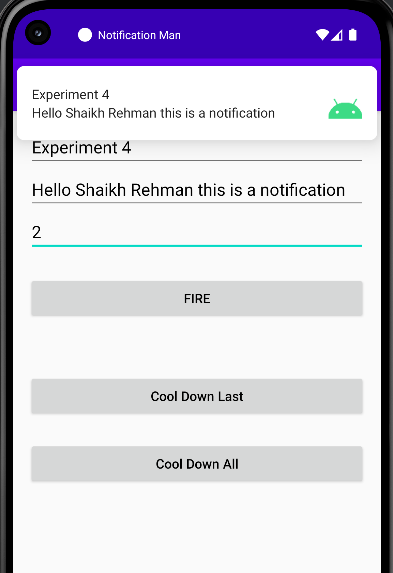 Notification Man
Experiment 4
Hello Shaikh Rehman this is a notification
Experiment 4
Hello Shaikh Rehman this is a notification
2
FIRE
Cool Down Last
Cool Down All